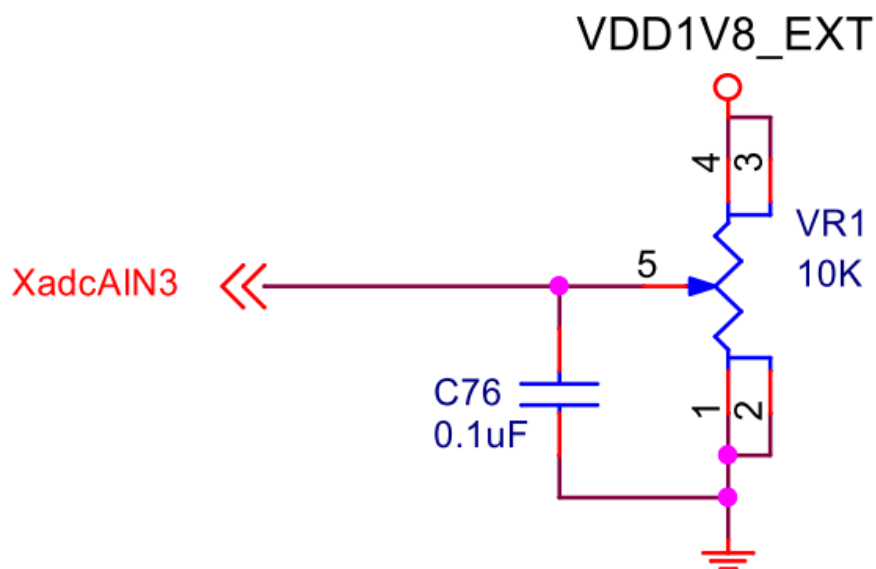 VDD1V8_EXT
4
3
VR1
10K
5
XadcAIN3
C76
0.1uF
1
2